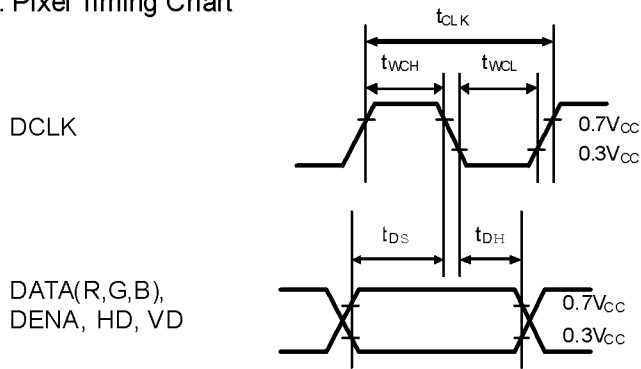 . Pixel Timing Chart
tCLK
tWCH tWCL
DCLK
0.7VCC
0.3VCC
tDS tDH
DATA(R,G,B),
DENA, HD, VD
0.7VCC
0.3VCC